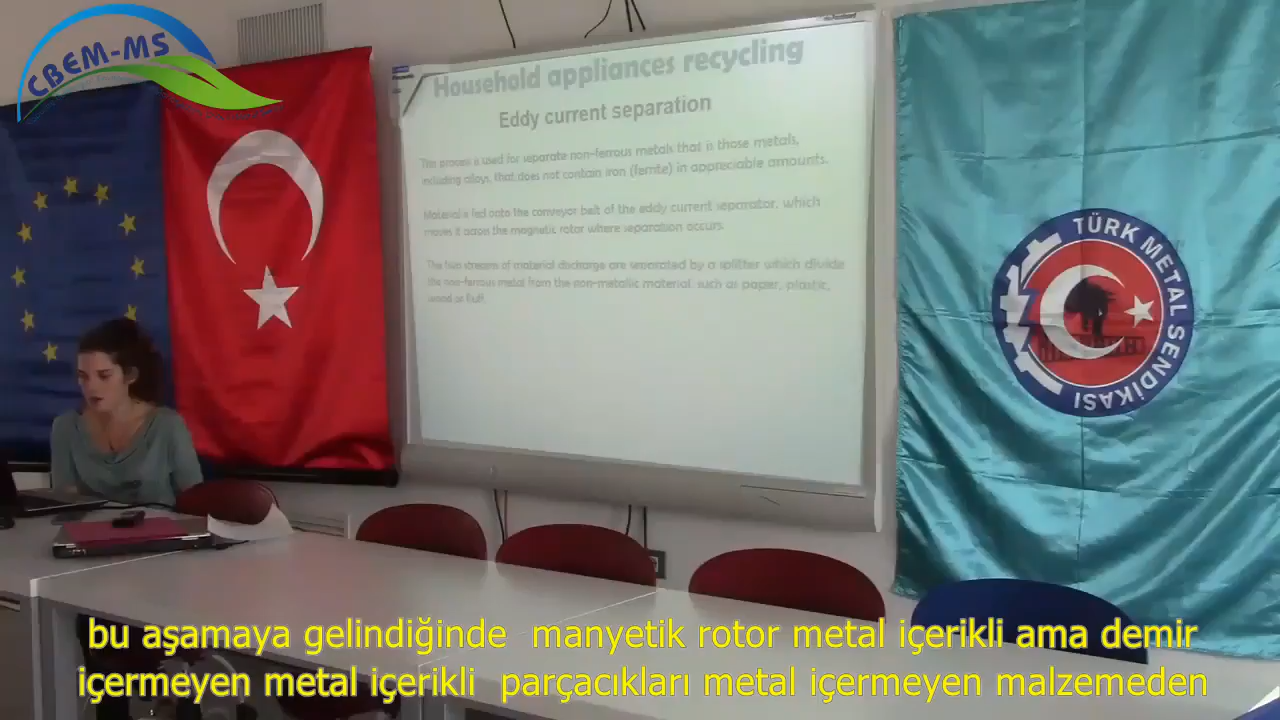 CBEM-MS
Household appliances recycling
Eddy current separation
This process is used for separate non-ferrous metals that is those metals,
including alloys, that does not contain iron (ferrite) in appreciable amounts.
Material is fed onto the conveyor belt of the eddy current separator, which
moves it across the magnetic rotor where separation occurs.
The two streams of material discharge are separated by a splitter which divide
the non-ferrous metal from the non-metallic material, such as papier, plastic,
wood or fluff.
TÜRK METAL SENDİKASI
bu aşamaya gelindiğinde manyetik rotor metal içerikli ama demir
içermeyen metal içerikli parçacıkları metal içermeyen malzemeden